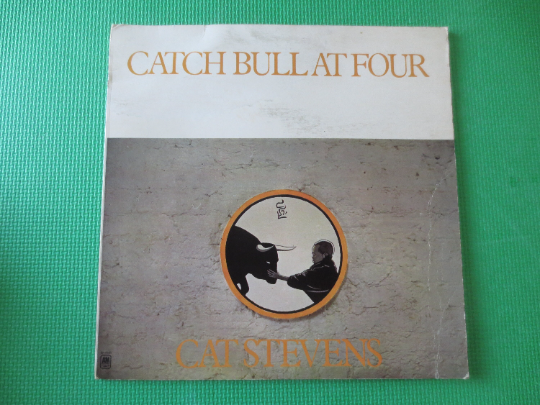 CATCH BULL AT FOUR
CAT STEVENS